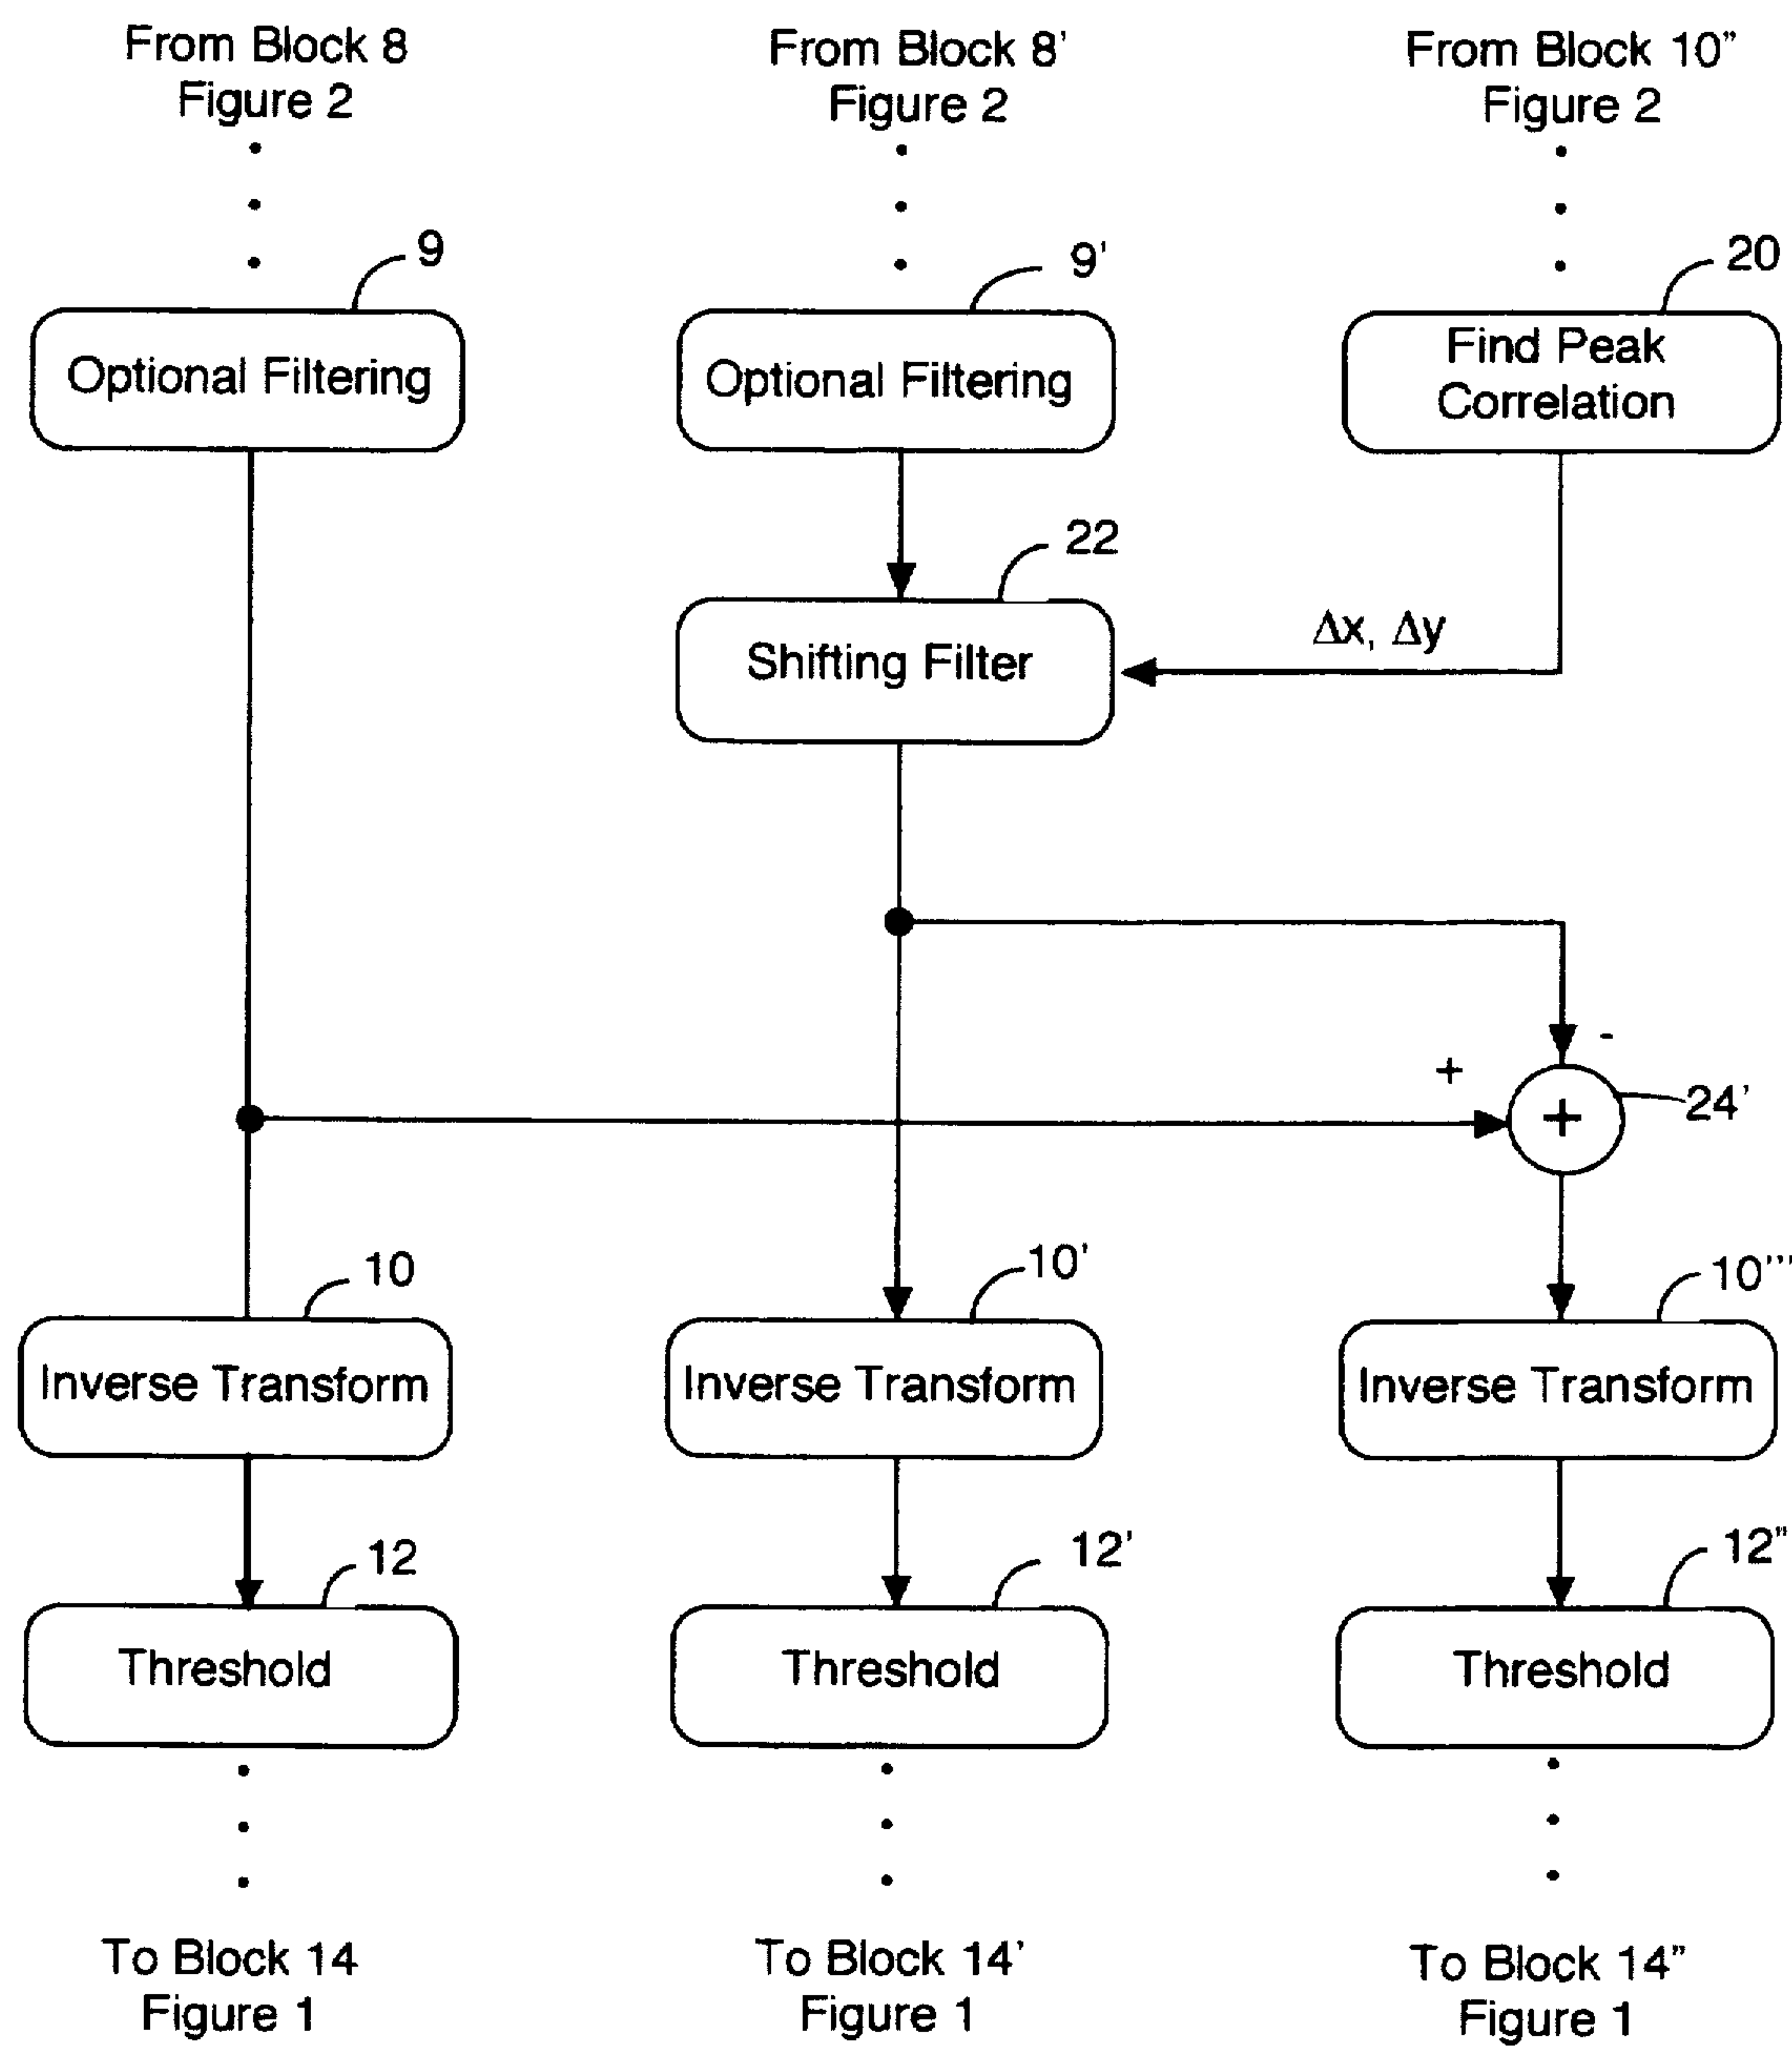 From Block 8
Figure 2
From Block 8'
Figure 2
From Block 10"
Figure 2
9
Optional Filtering
9'
Optional Filtering
20
Find Peak
Correlation
22
Shifting Filter
Δx, Δy
-
+
+
24'
10
Inverse Transform
10'
Inverse Transform
10'''
Inverse Transform
12
Threshold
12'
Threshold
12"
Threshold
To Block 14
Figure 1
To Block 14'
Figure 1
To Block 14"
Figure 1